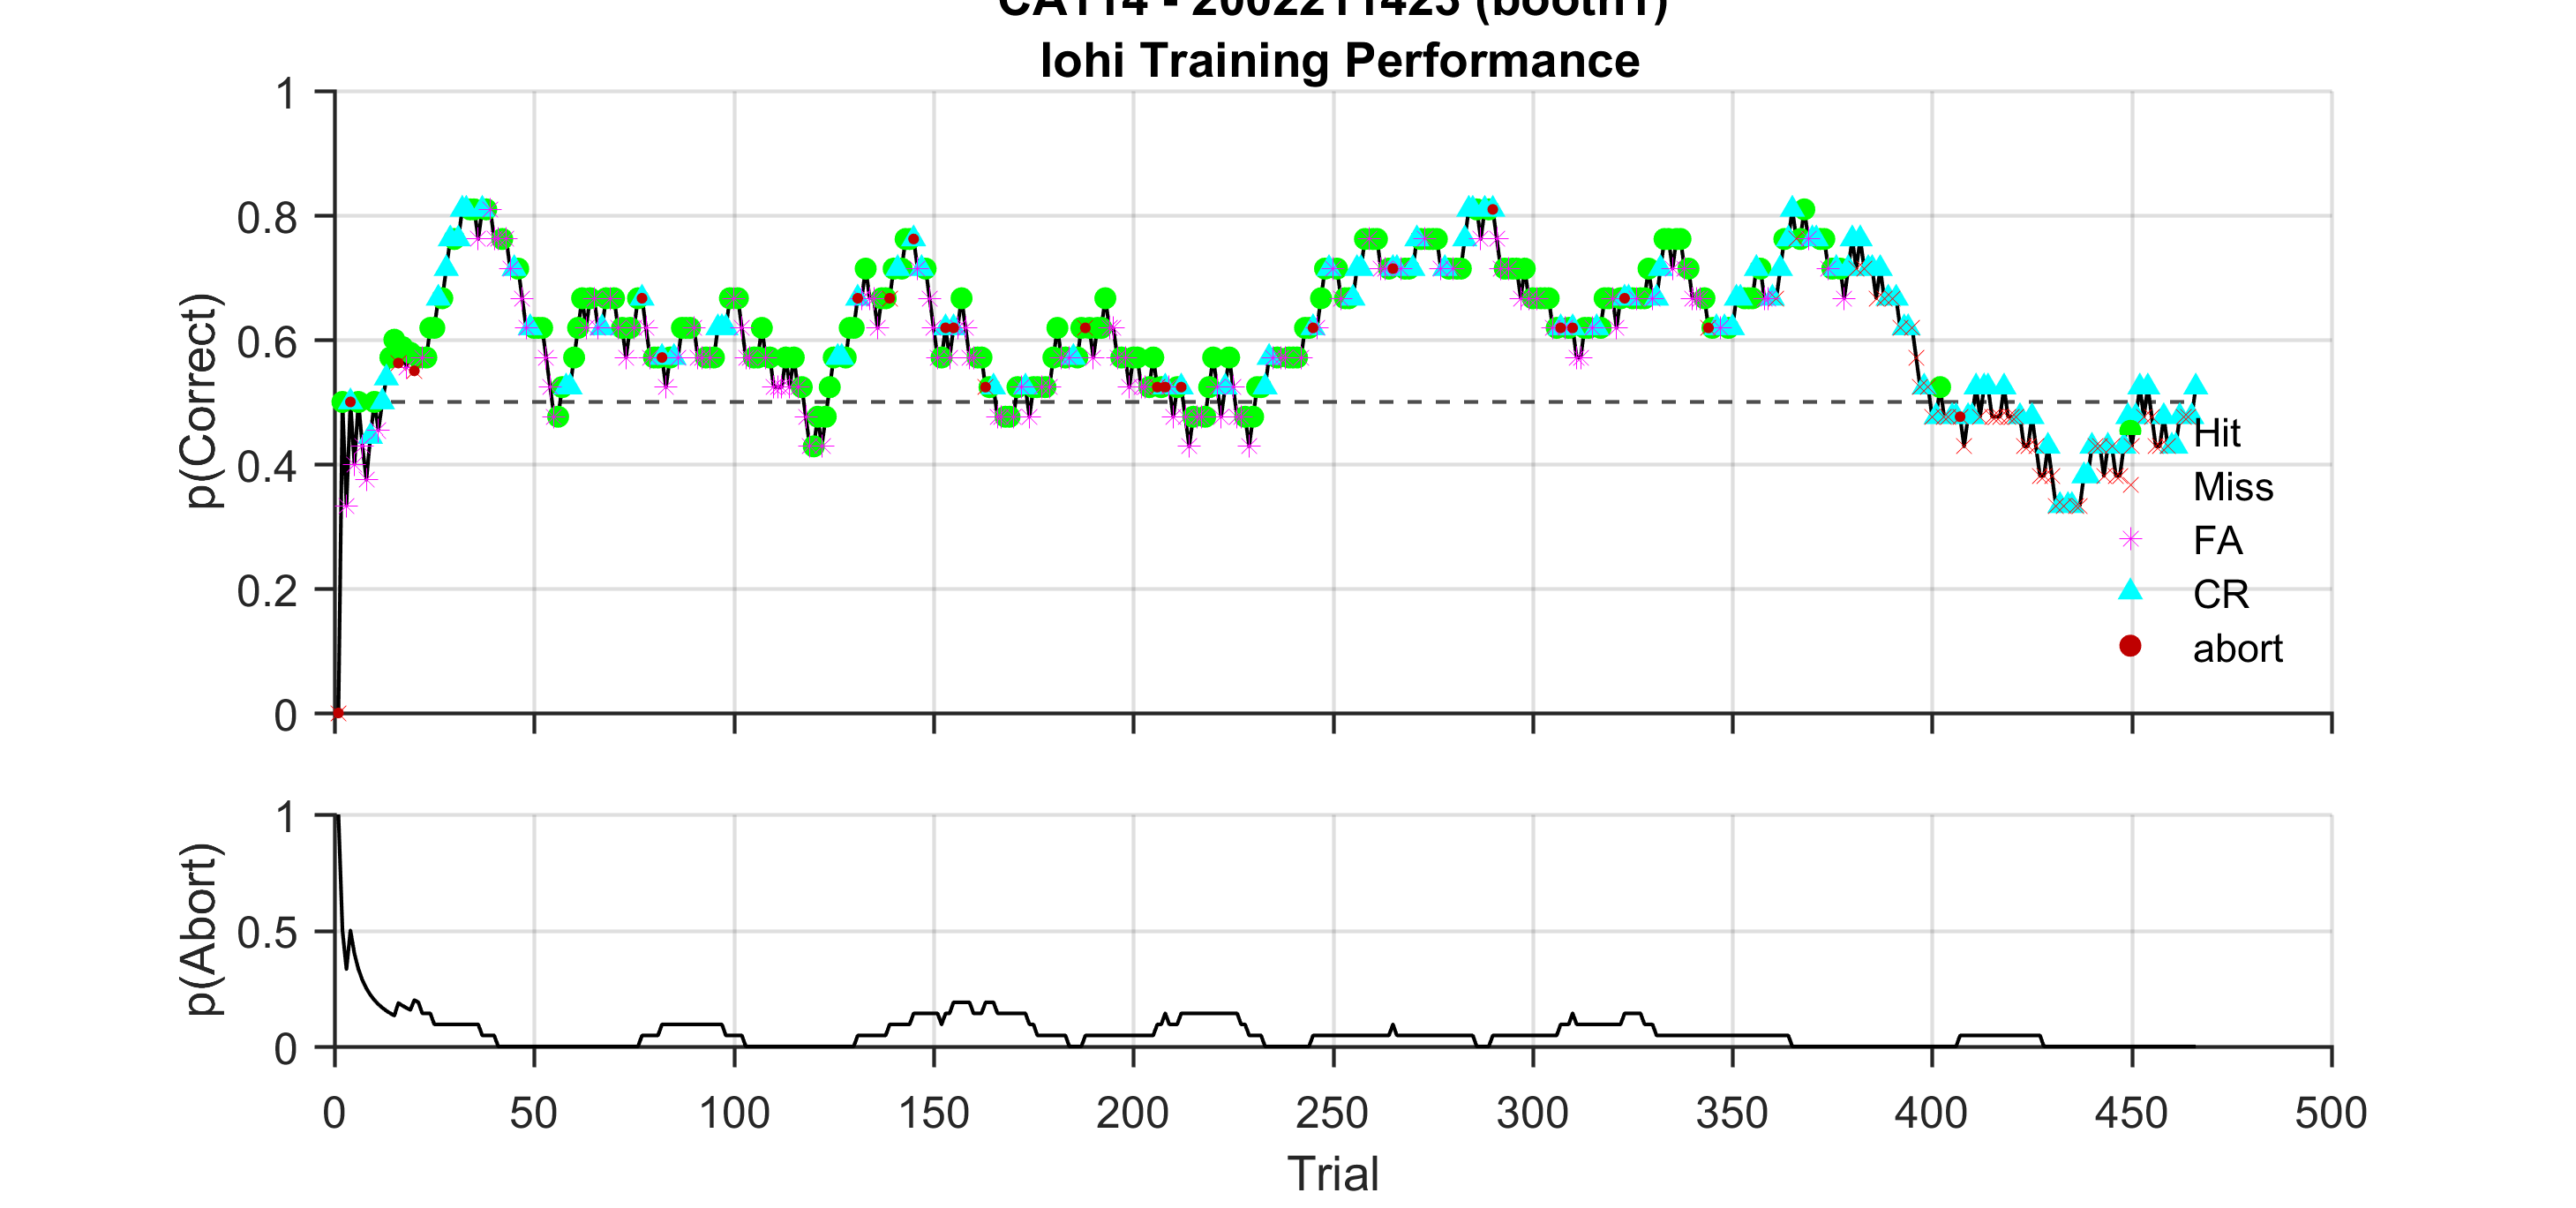 lohi Training Performance
1
0.8
0.6
0.4
0.2
0
p(Correct)
Hit
Miss
FA
CR
abort
1
0.5
0
p(Abort)
0 50 100 150 200 250 300 350 400 450 500
Trial